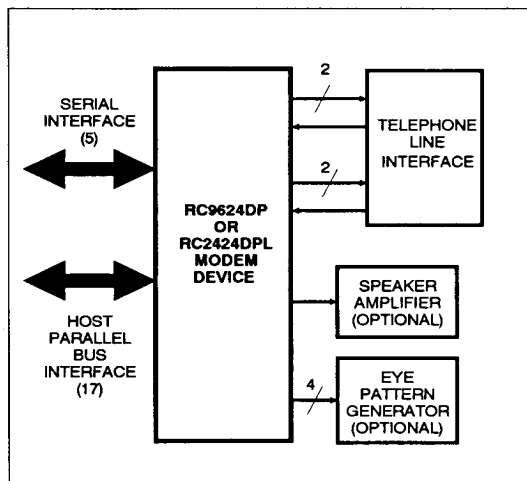 SERIAL
INTERFACE
(5)
HOST
PARALLEL
BUS
INTERFACE
(17)
RC9624DP
OR
RC2424DPL
MODEM
DEVICE
2
2
TELEPHONE
LINE
INTERFACE
SPEAKER
AMPLIFIER
(OPTIONAL)
4
EYE
PATTERN
GENERATOR
(OPTIONAL)